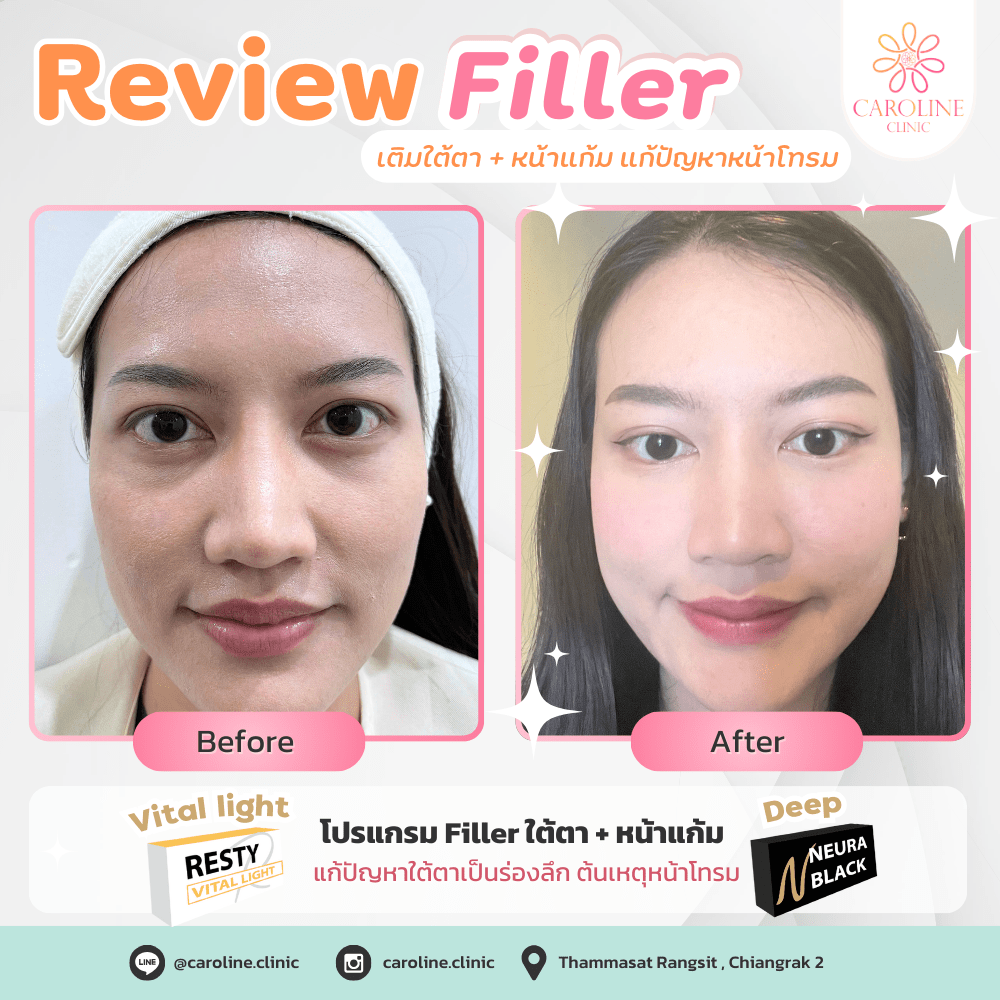 Review Filler
CAROLINE
CLINIC
เติมใต้ตา + หน้าแก้ม แก้ปัญหาหน้าโทรม
Before
After
Vital light
RESTY
VITAL LIGHT
โปรแกรม Filler ใต้ตา + หน้าแก้ม
แก้ปัญหาใต้ตาเป็นร่องลึก ต้นเหตุหน้าโทรม
Deep
NEURA
BLACK
LINE
@caroline.clinic
caroline.clinic
Thammasat Rangsit , Chiangrak 2